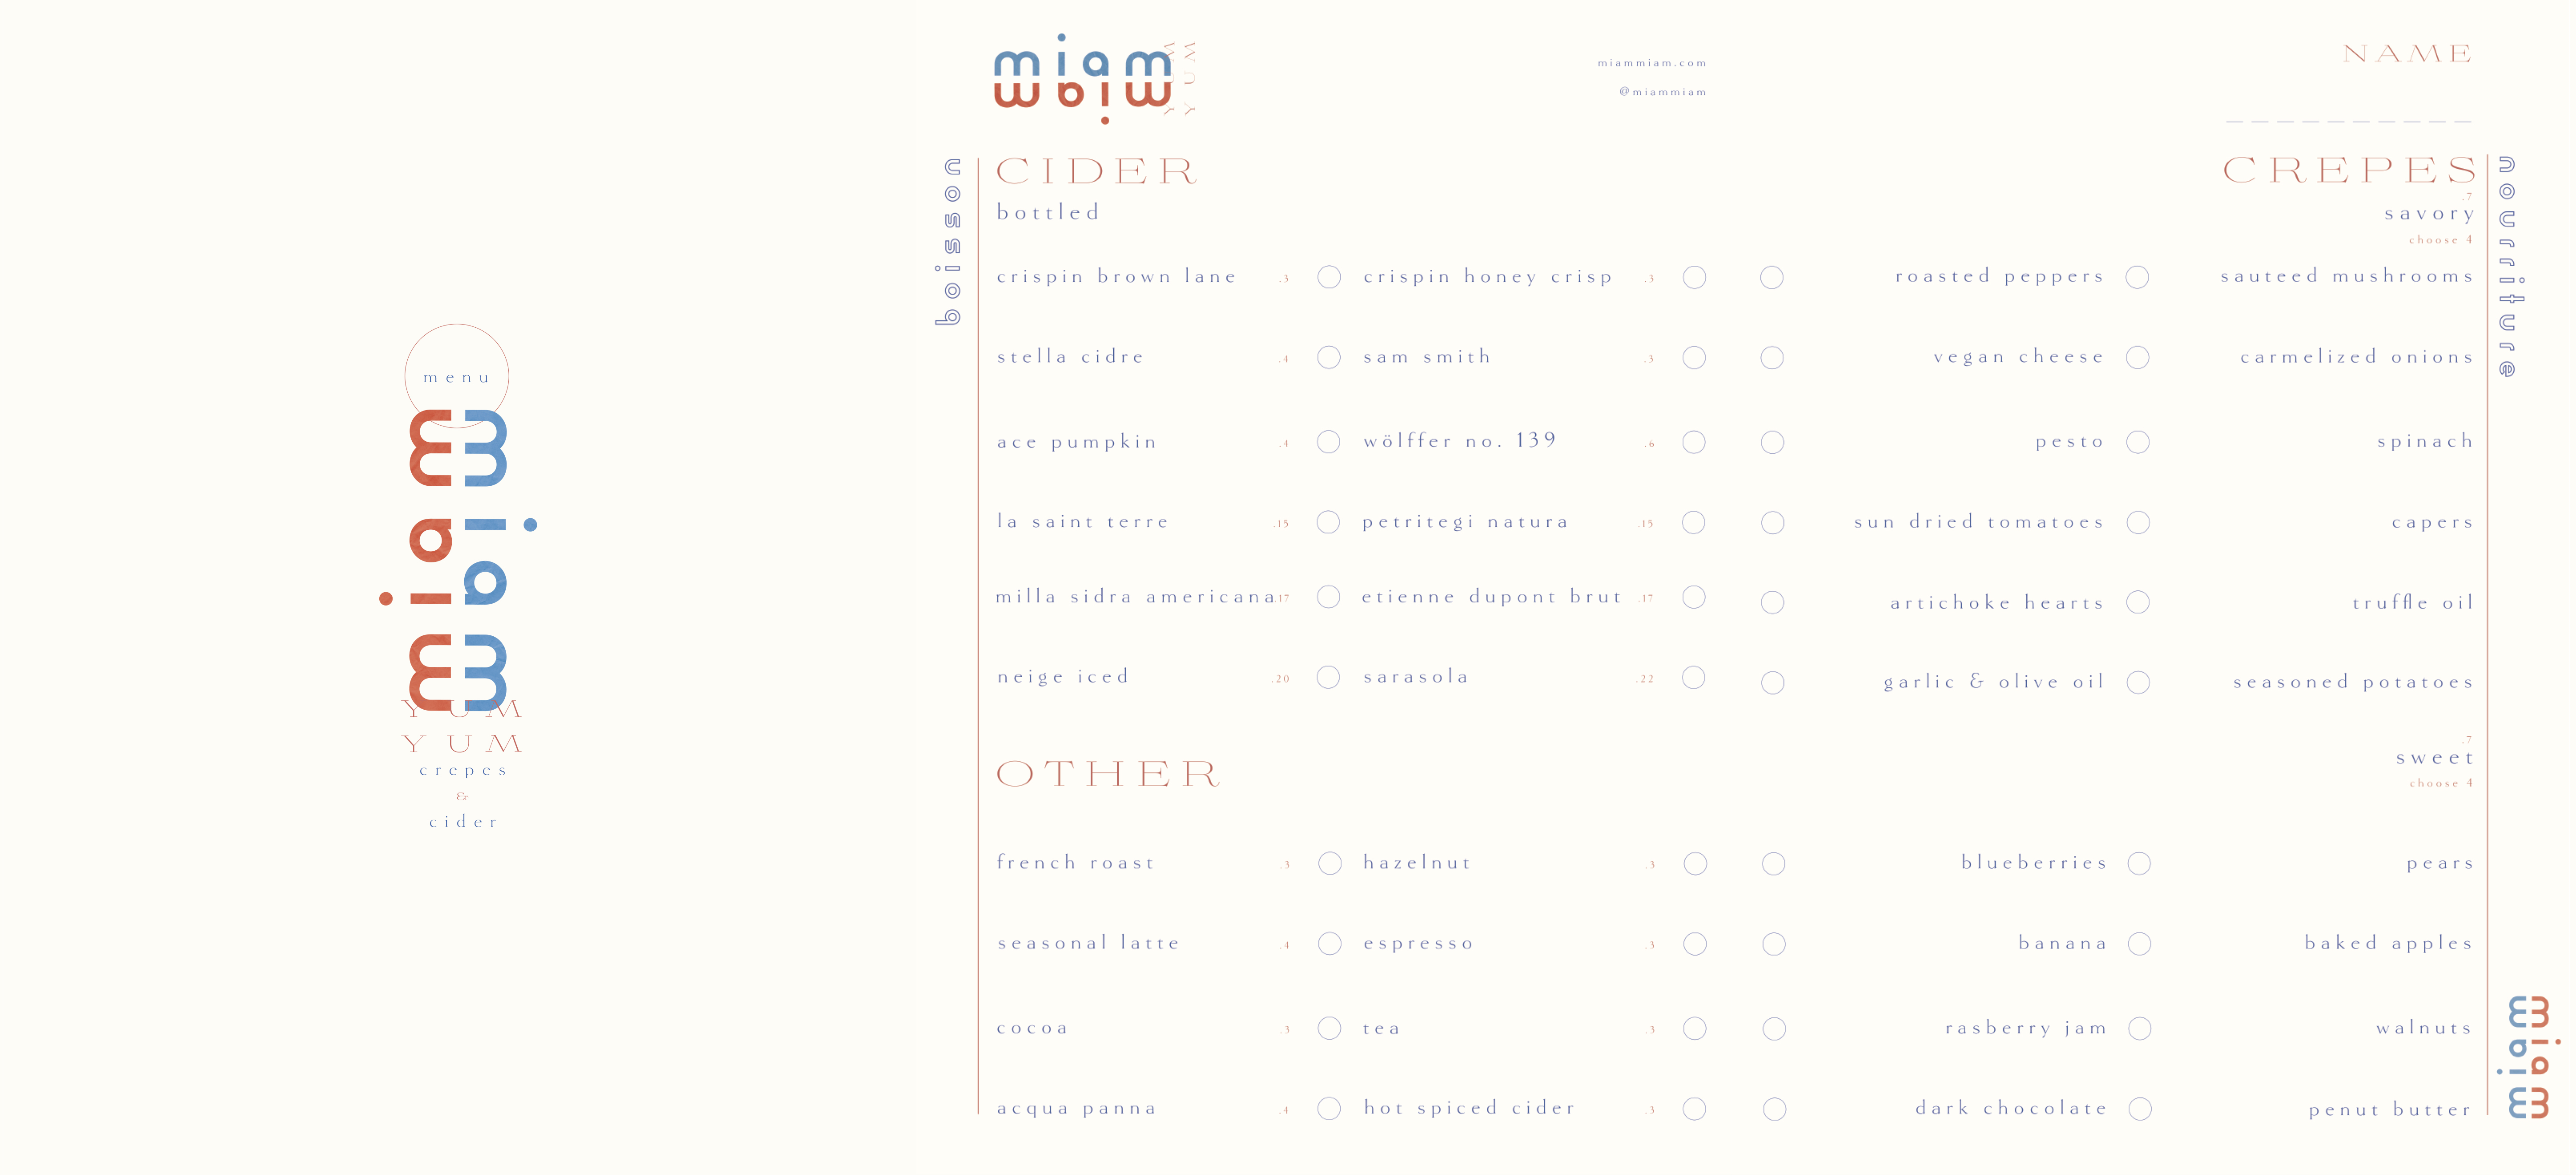 menu
miam
miam
YUM
YUM
crepes
&
cider
miam
miam
YUM
YUM
miammiam.com
@miammiam
NAME
boisson
CIDER
bottled
crispin brown lane .3 crispin honey crisp .3
stella cidre .4 sam smith .3
ace pumpkin .4 wölffer no. 139 .6
la saint terre .15 petritegi natura .15
milla sidra americana .17 etienne dupont brut .17
neige iced .20 sarasola .22
OTHER
french roast .3 hazelnut .3
seasonal latte .4 espresso .3
cocoa .3 tea .3
acqua panna .4 hot spiced cider .3
CREPES
.7
savory
choose 4
roasted peppers sauteed mushrooms
vegan cheese carmelized onions
pesto spinach
sun dried tomatoes capers
artichoke hearts truffle oil
garlic & olive oil seasoned potatoes
.7
sweet
choose 4
blueberries pears
banana baked apples
rasberry jam walnuts
dark chocolate penut butter
nourriture
miam
miam